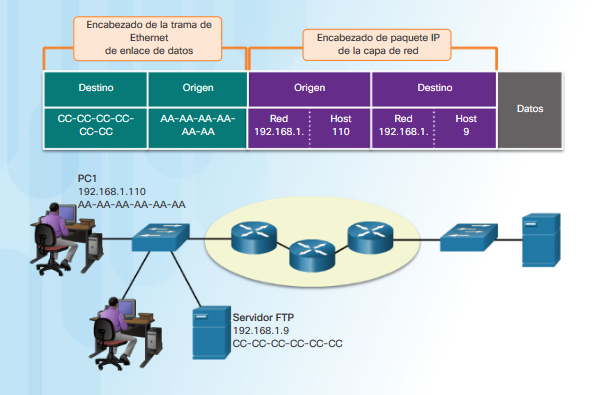 Encabezado de la trama de
Ethernet
de enlace de datos
Encabezado de paquete IP
de la capa de red
Destino
Origen
Origen
Destino
Datos
CC-CC-CC-CC-
CC-CC
AA-AA-AA-AA-
AA-AA
Red
192.168.1.
Host
110
Red
192.168.1.
Host
9
PC1
192.168.1.110
AA-AA-AA-AA-AA-AA
Servidor FTP
192.168.1.9
CC-CC-CC-CC-CC-CC